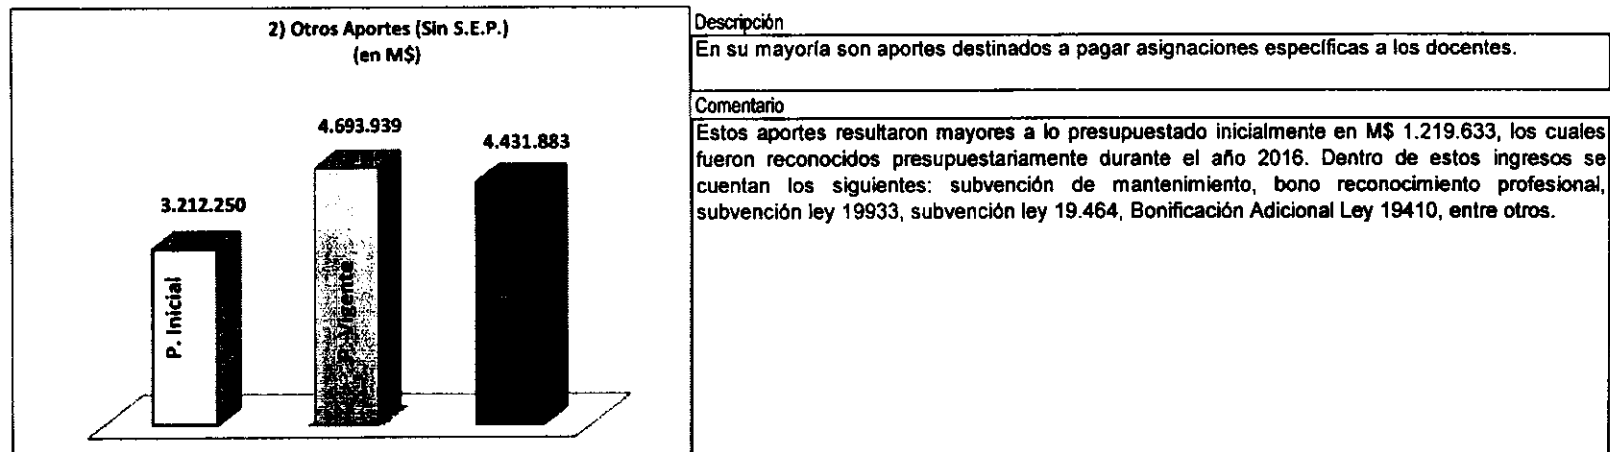 2) Otros Aportes (Sin S.E.P.)
(en M$)
3.212.250
4.693.939
4.431.883
P. Inicial
P. Vigente
Descripción
En su mayoría son aportes destinados a pagar asignaciones específicas a los docentes.
Comentario
Estos aportes resultaron mayores a lo presupuestado inicialmente en M$ 1.219.633, los cuales
fueron reconocidos presupuestariamente durante el año 2016. Dentro de estos ingresos se
cuentan los siguientes: subvención de mantenimiento, bono reconocimiento profesional,
subvención ley 19933, subvención ley 19.464, Bonificación Adicional Ley 19410, entre otros.